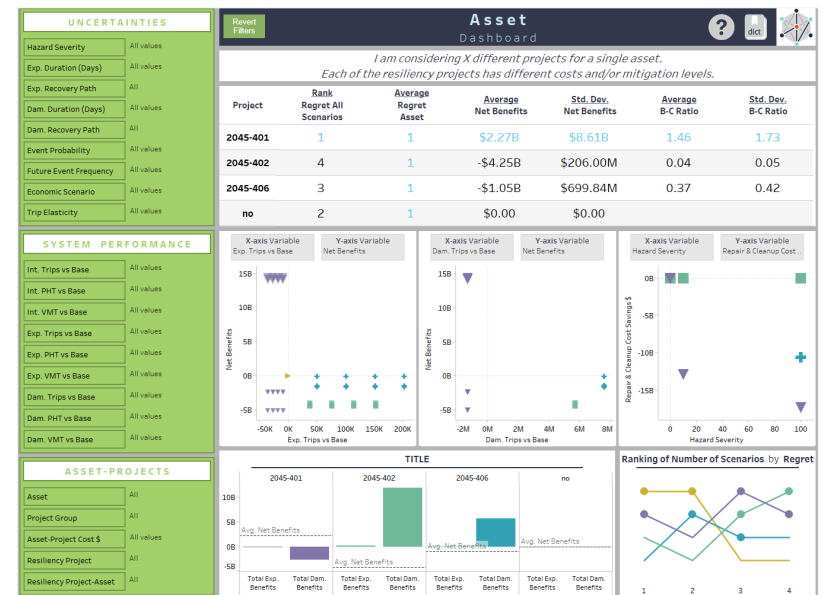 UNCERTAINTIES
Hazard Severity All values
Exp. Duration (Days) All values
Exp. Recovery Path All
Dam. Duration (Days) All values
Dam. Recovery Path All
Event Probability All values
Future Event Frequency All values
Economic Scenario All values
Trip Elasticity All values
SYSTEM PERFORMANCE
Int. Trips vs Base All values
Int. PHT vs Base All values
Int. VMT vs Base All values
Exp. Trips vs Base All values
Exp. PHT vs Base All values
Exp. VMT vs Base All values
Dam. Trips vs Base All values
Dam. PHT vs Base All values
Dam. VMT vs Base All values
ASSET-PROJECTS
Asset All
Project Group All
Asset-Project Cost $ All values
Resiliency Project All
Resiliency Project-Asset All
Revert
Filters
Asset
Dashboard
?
dict
I am considering X different projects for a single asset.
Each of the resiliency projects has different costs and/or mitigation levels.
Project
Rank
Regret All
Scenarios
Average
Regret
Asset
Average
Net Benefits
Std. Dev.
Net Benefits
Average
B-C Ratio
Std. Dev.
B-C Ratio
2045-401 1 1 $2.27B $8.61B 1.46 1.73
2045-402 4 1 -$4.25B $206.00M 0.04 0.05
2045-406 3 1 -$1.05B $699.84M 0.37 0.42
no 2 1 $0.00 $0.00
X-axis Variable
Exp. Trips vs Base
Y-axis Variable
Net Benefits
15B
10B
5B
0B
-5B
Net Benefits
-50K 0K 50K 100K 150K 200K
Exp. Trips vs Base
X-axis Variable
Dam. Trips vs Base
Y-axis Variable
Net Benefits
15B
10B
5B
0B
-5B
Net Benefits
-2M 0M 2M 4M 6M 8M
Dam. Trips vs Base
X-axis Variable
Hazard Severity
Y-axis Variable
Repair & Cleanup Cost ..
0B
-5B
-10B
-15B
Repair & Cleanup Cost Savings $
0 20 40 60 80 100
Hazard Severity
TITLE
2045-401 2045-402 2045-406 no
10B
5B
0B
-5B
Avg. Net Benefits
Avg. Net Benefits
Avg. Net Benefits
Avg. Net Benefits
Total Exp. Total Dam. Total Exp. Total Dam. Total Exp. Total Dam. Total Exp. Total Dam.
Benefits Benefits Benefits Benefits Benefits Benefits Benefits Benefits
Ranking of Number of Scenarios by Regret
1 2 3 4